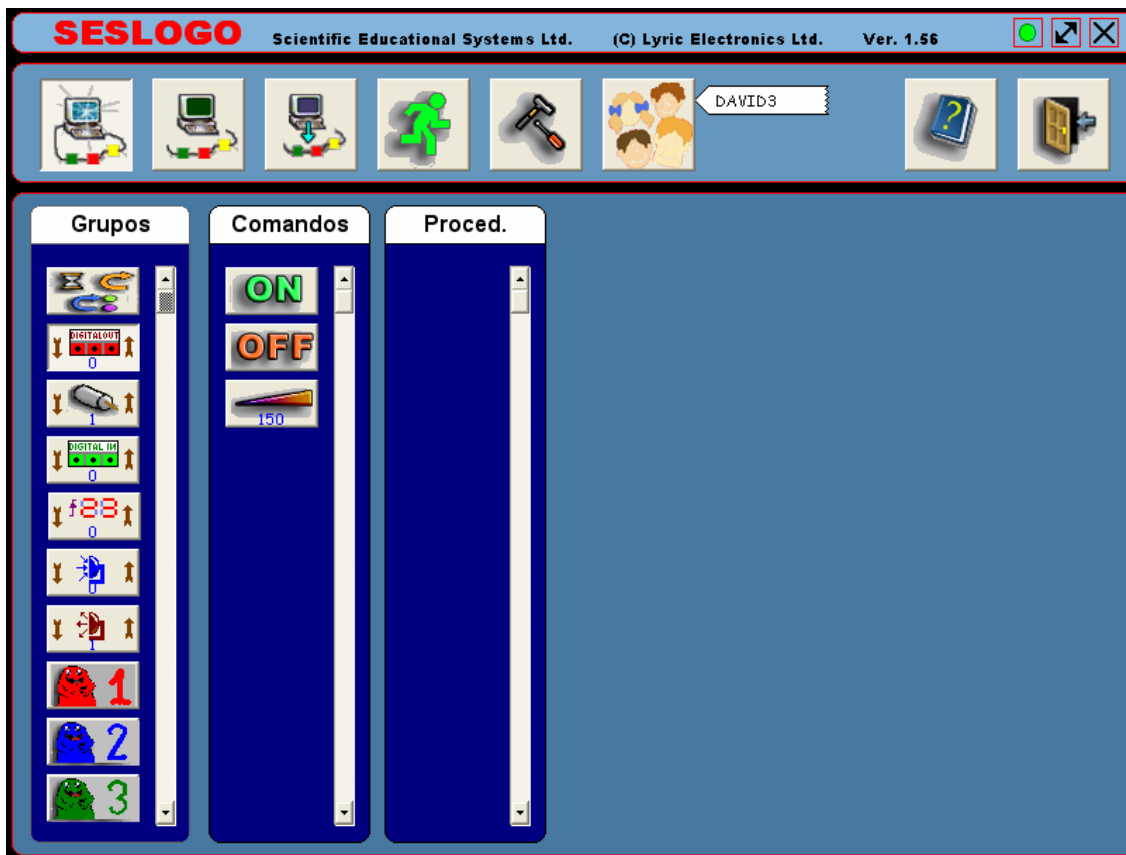 SESLOGO Scientific Educational Systems Ltd. (C) Lyric Electronics Ltd. Ver. 1.56
DAVID3
?
Grupos
Comandos
Proced.
ON
DIGITALOUT
0
OFF
1
150
DIGITAL IN
0
f88
0
0
1
1
2
3